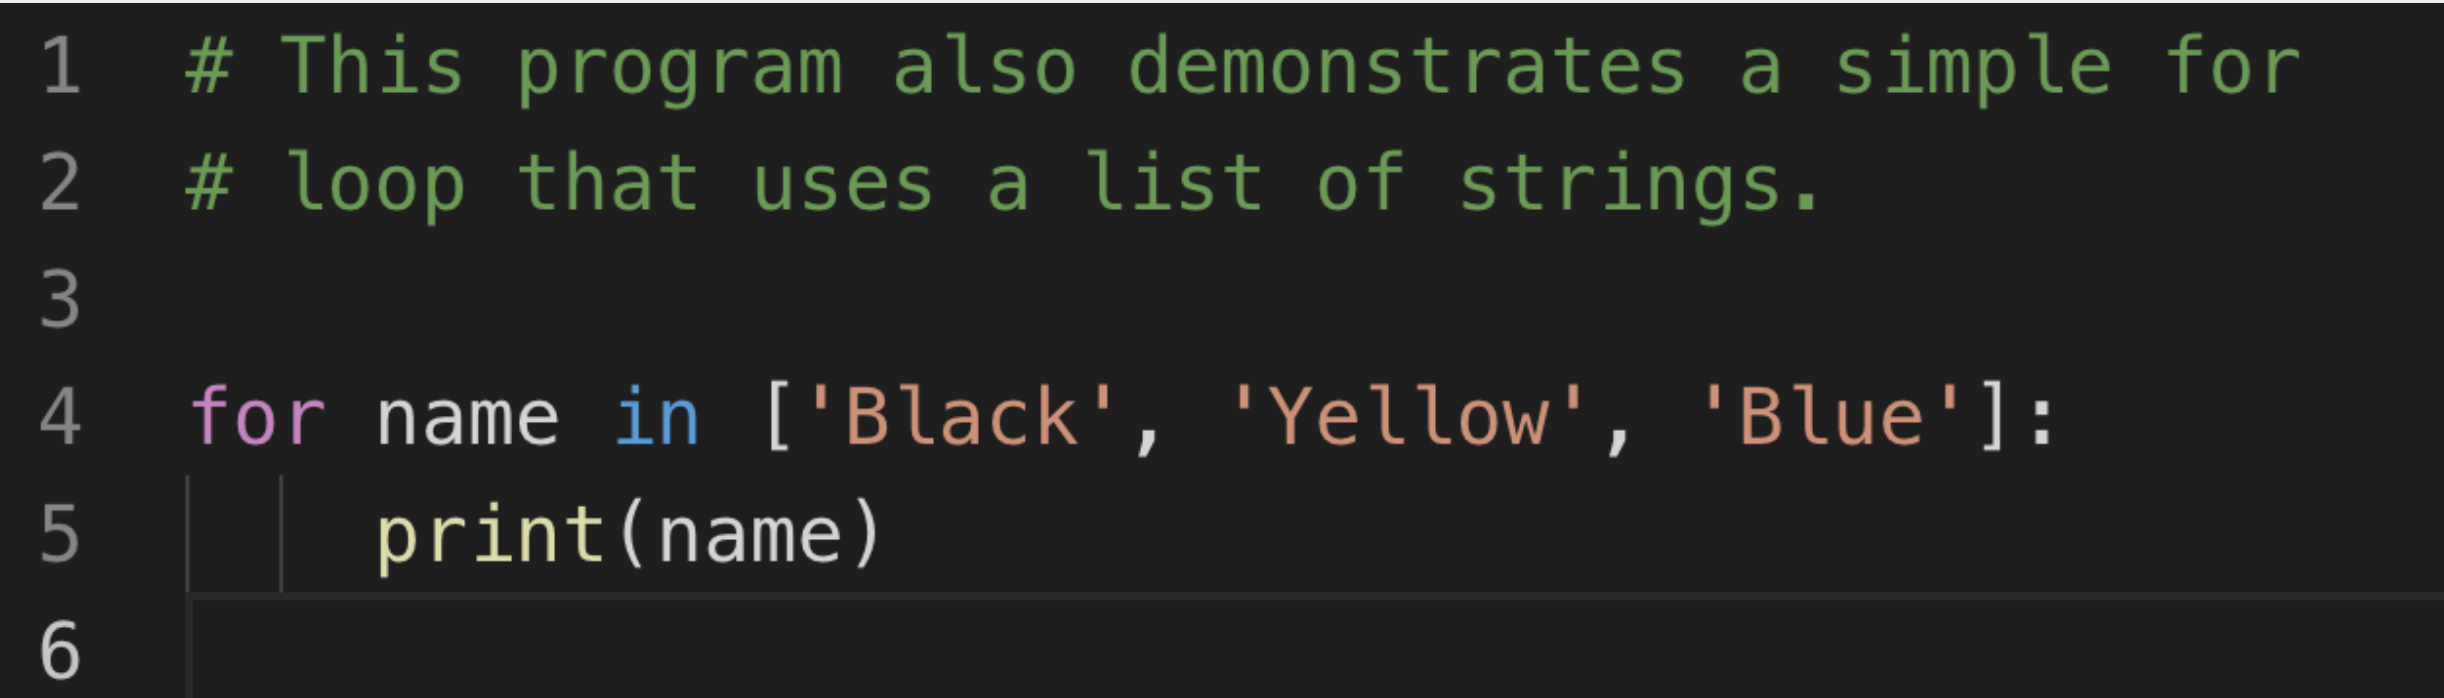 1 # This program also demonstrates a simple for
2 # loop that uses a list of strings.
3
4 for name in ['Black', 'Yellow', 'Blue']:
5     print(name)
6